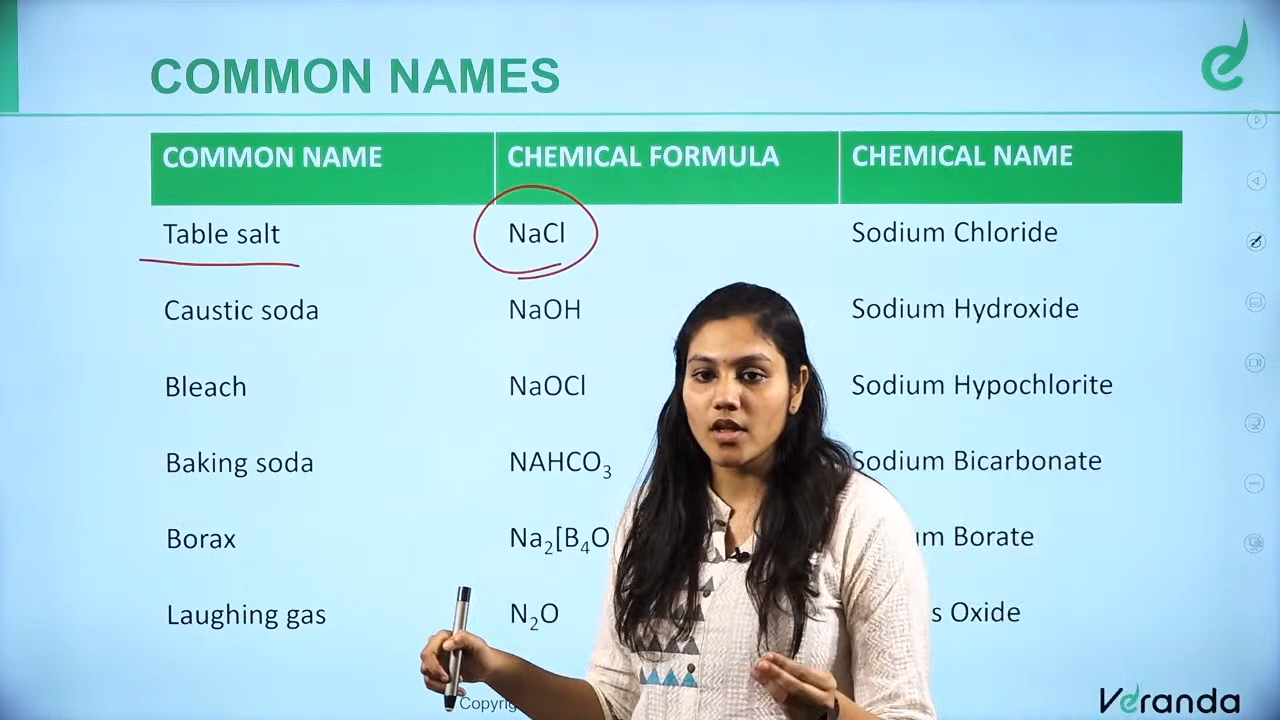 COMMON NAMES
COMMON NAME CHEMICAL FORMULA CHEMICAL NAME
Table salt NaCl Sodium Chloride
Caustic soda NaOH Sodium Hydroxide
Bleach NaOCl Sodium Hypochlorite
Baking soda NAHCO₃ Sodium Bicarbonate
Borax Na₂[B₄O Borate
Laughing gas N₂O Oxide
Veranda